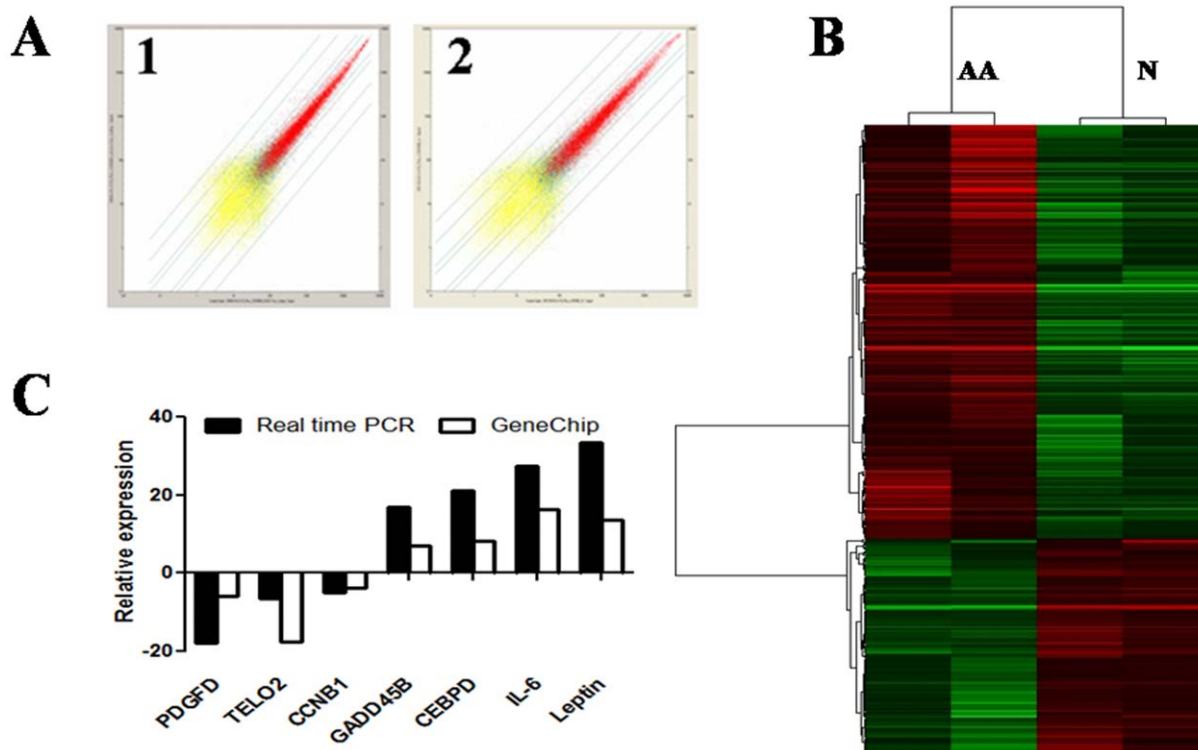 A
1
2
B
AA
N
C
Real time PCR
GeneChip
Relative expression
40
20
0
-20
PDGFD
TELO2
CCNB1
GADD45B
CEBPD
IL-6
Leptin